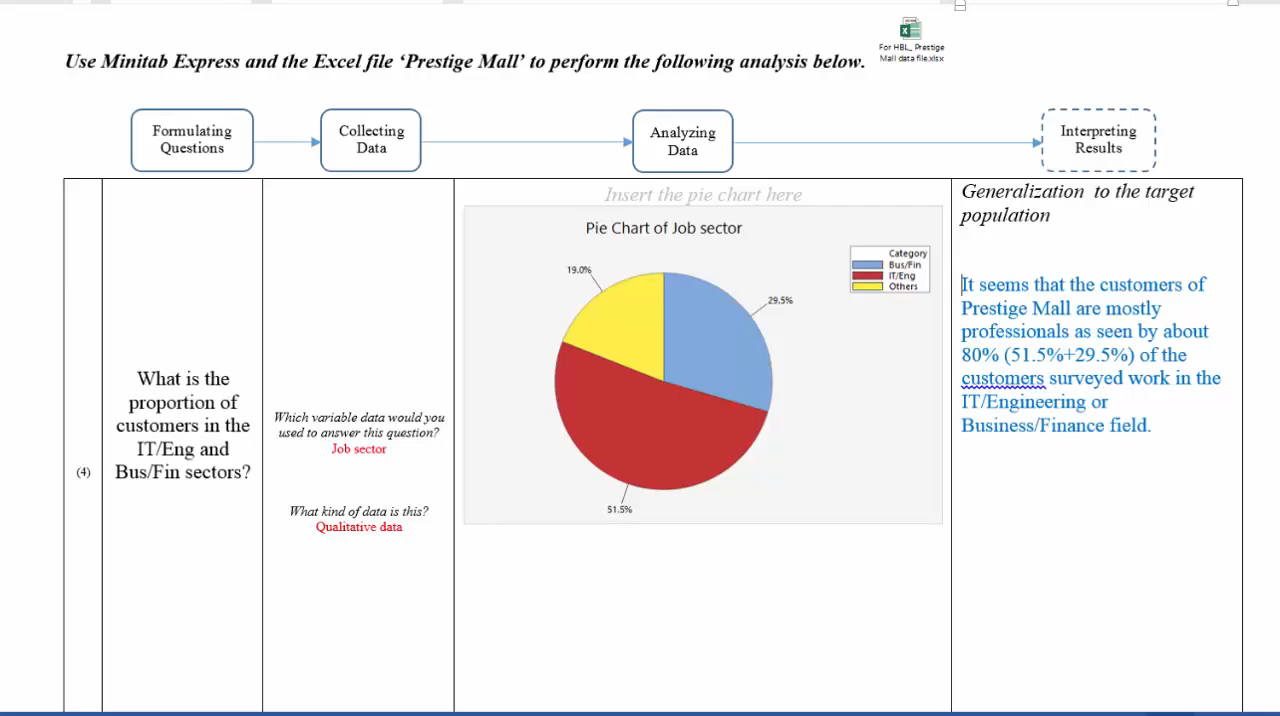 For HBL_ Prestige
Mall data file.xlsx
Use Minitab Express and the Excel file ‘Prestige Mall’ to perform the following analysis below.
Formulating
Questions
Collecting
Data
Analyzing
Data
Interpreting
Results
(4)
What is the
proportion of
customers in the
IT/Eng and
Bus/Fin sectors?
Which variable data would you
used to answer this question?
Job sector
What kind of data is this?
Qualitative data
Insert the pie chart here
Pie Chart of Job sector
Category
Bus/Fin
IT/Eng
Others
19.0%
29.5%
51.5%
Generalization to the target
population
It seems that the customers of
Prestige Mall are mostly
professionals as seen by about
80% (51.5%+29.5%) of the
customers surveyed work in the
IT/Engineering or
Business/Finance field.